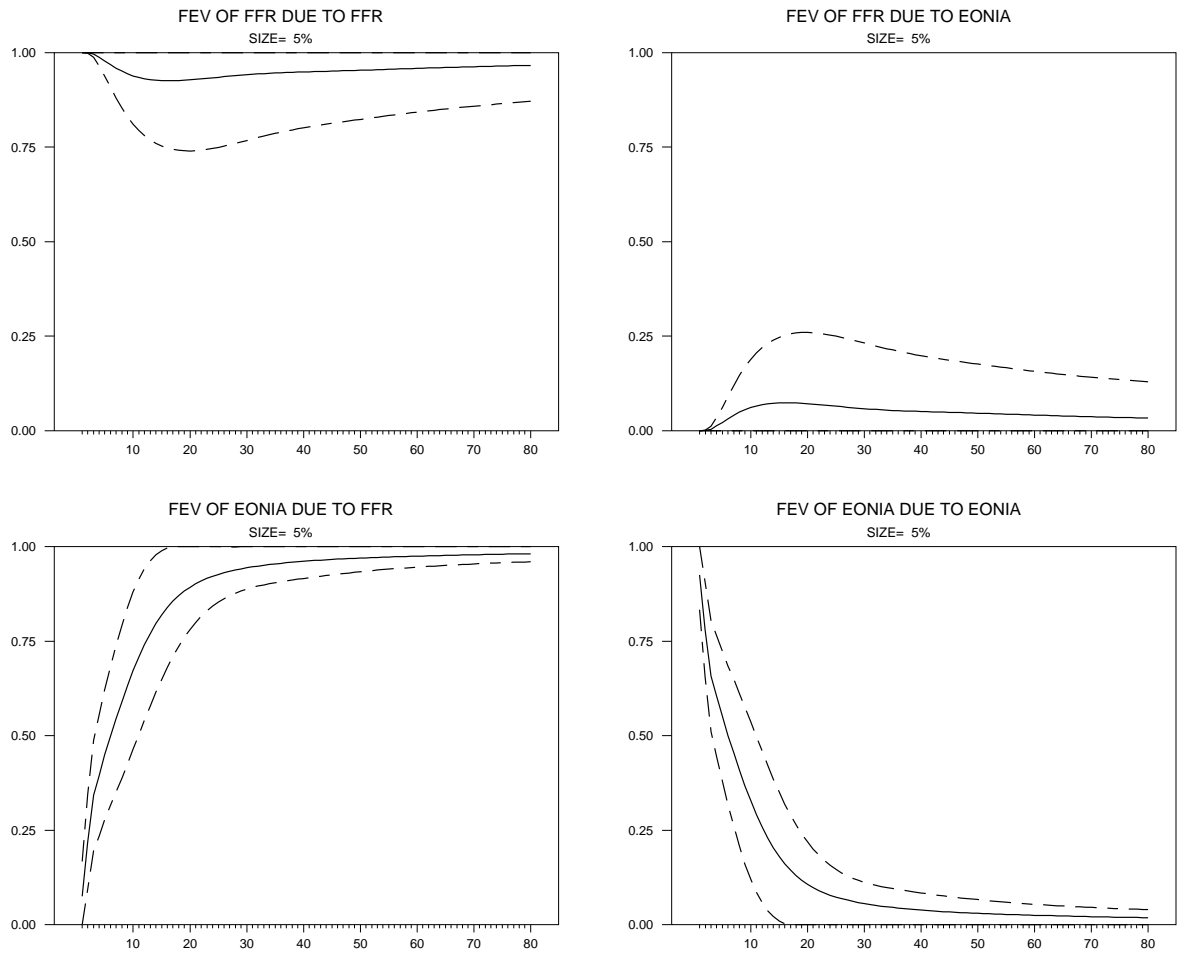 FEV OF FFR DUE TO FFR
SIZE= 5%
1.00
0.75
0.50
0.25
0.00
10 20 30 40 50 60 70 80
FEV OF FFR DUE TO EONIA
SIZE= 5%
1.00
0.75
0.50
0.25
0.00
10 20 30 40 50 60 70 80
FEV OF EONIA DUE TO FFR
SIZE= 5%
1.00
0.75
0.50
0.25
0.00
10 20 30 40 50 60 70 80
FEV OF EONIA DUE TO EONIA
SIZE= 5%
1.00
0.75
0.50
0.25
0.00
10 20 30 40 50 60 70 80